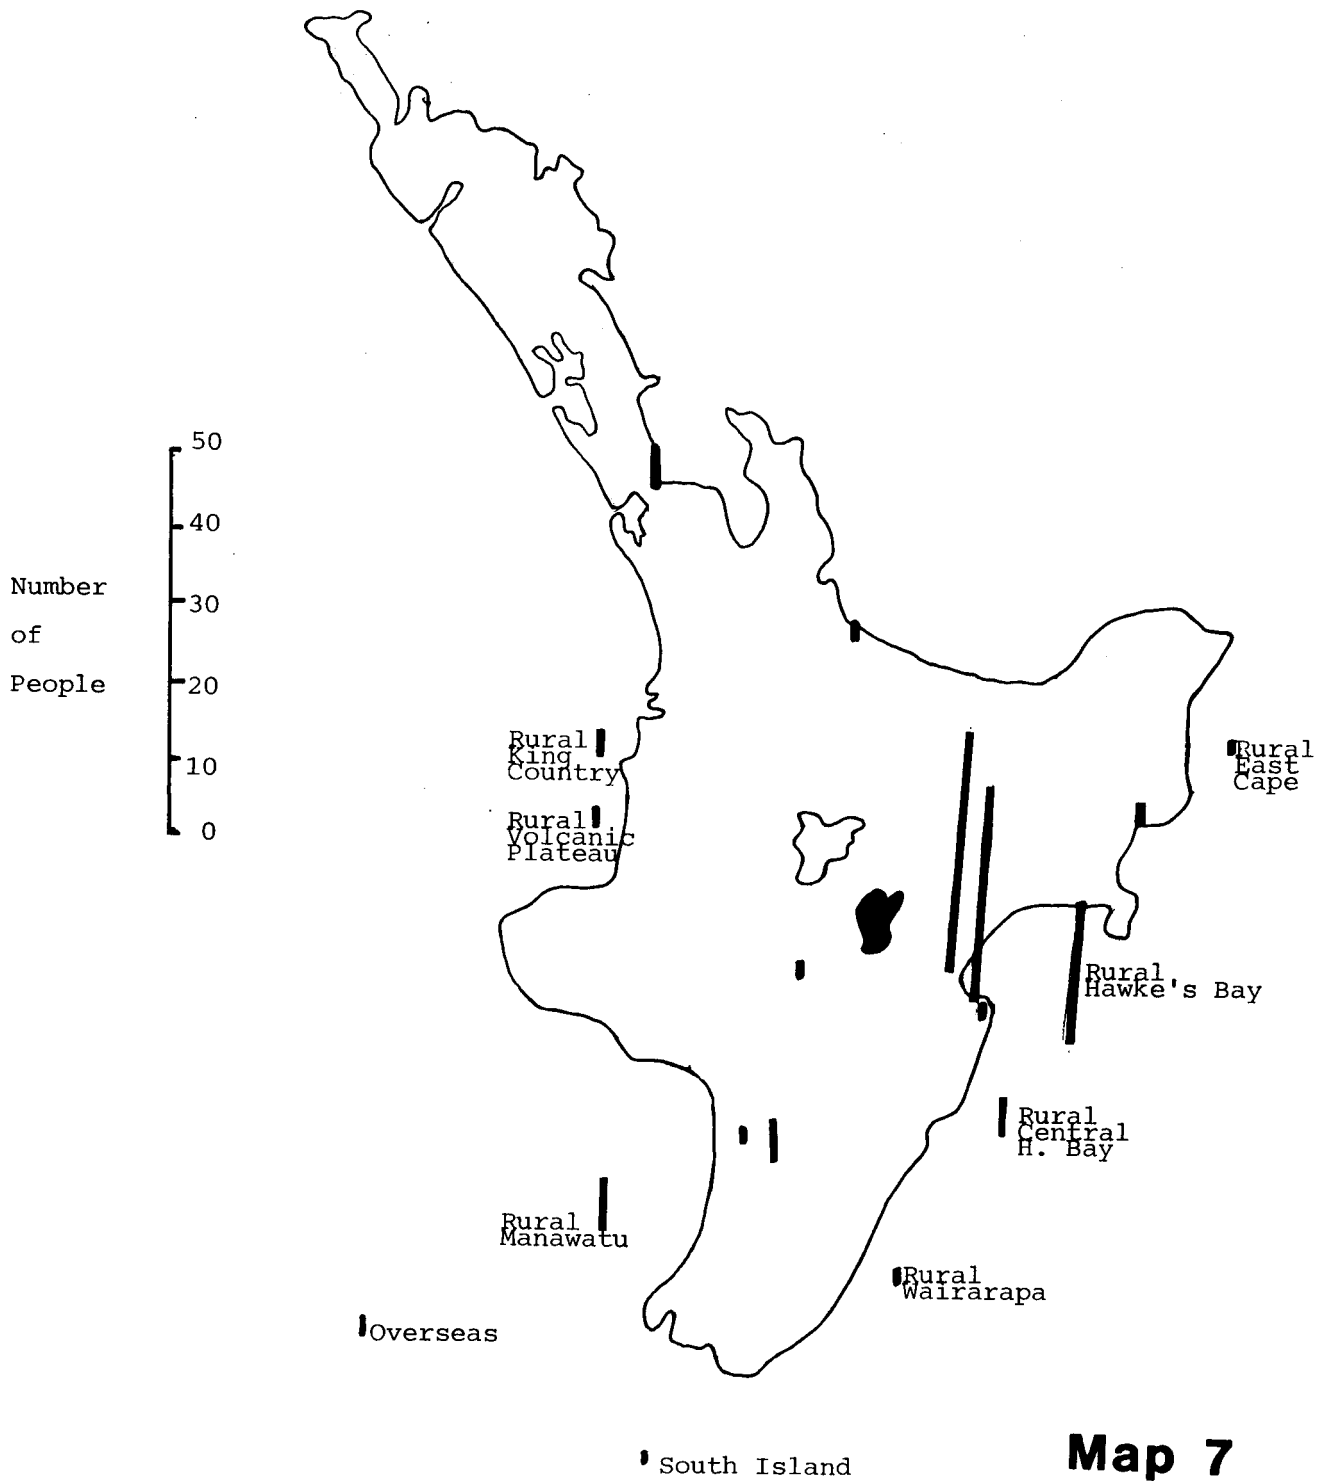 50
40
Number
30
of
People
20
10
0
Rural
King
Country
Rural
Volcanic
Plateau
Rural
East
Cape
Rural
Hawke's Bay
Rural
Central
H. Bay
Rural
Manawatu
Rural
Wairarapa
Overseas
South Island
Map 7